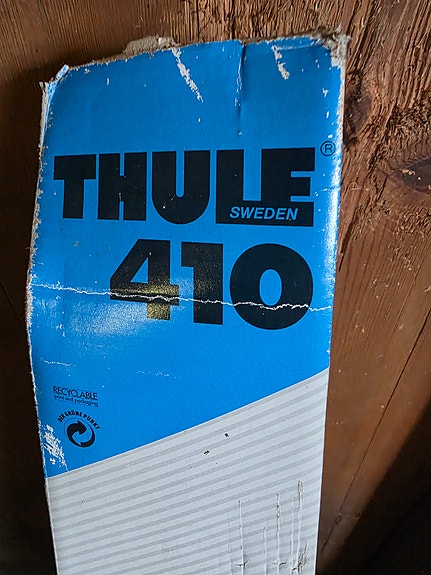 THULE®
SWEDEN
410
RECYCLABLE
print and packaging
DER GRÜNE PUNKT